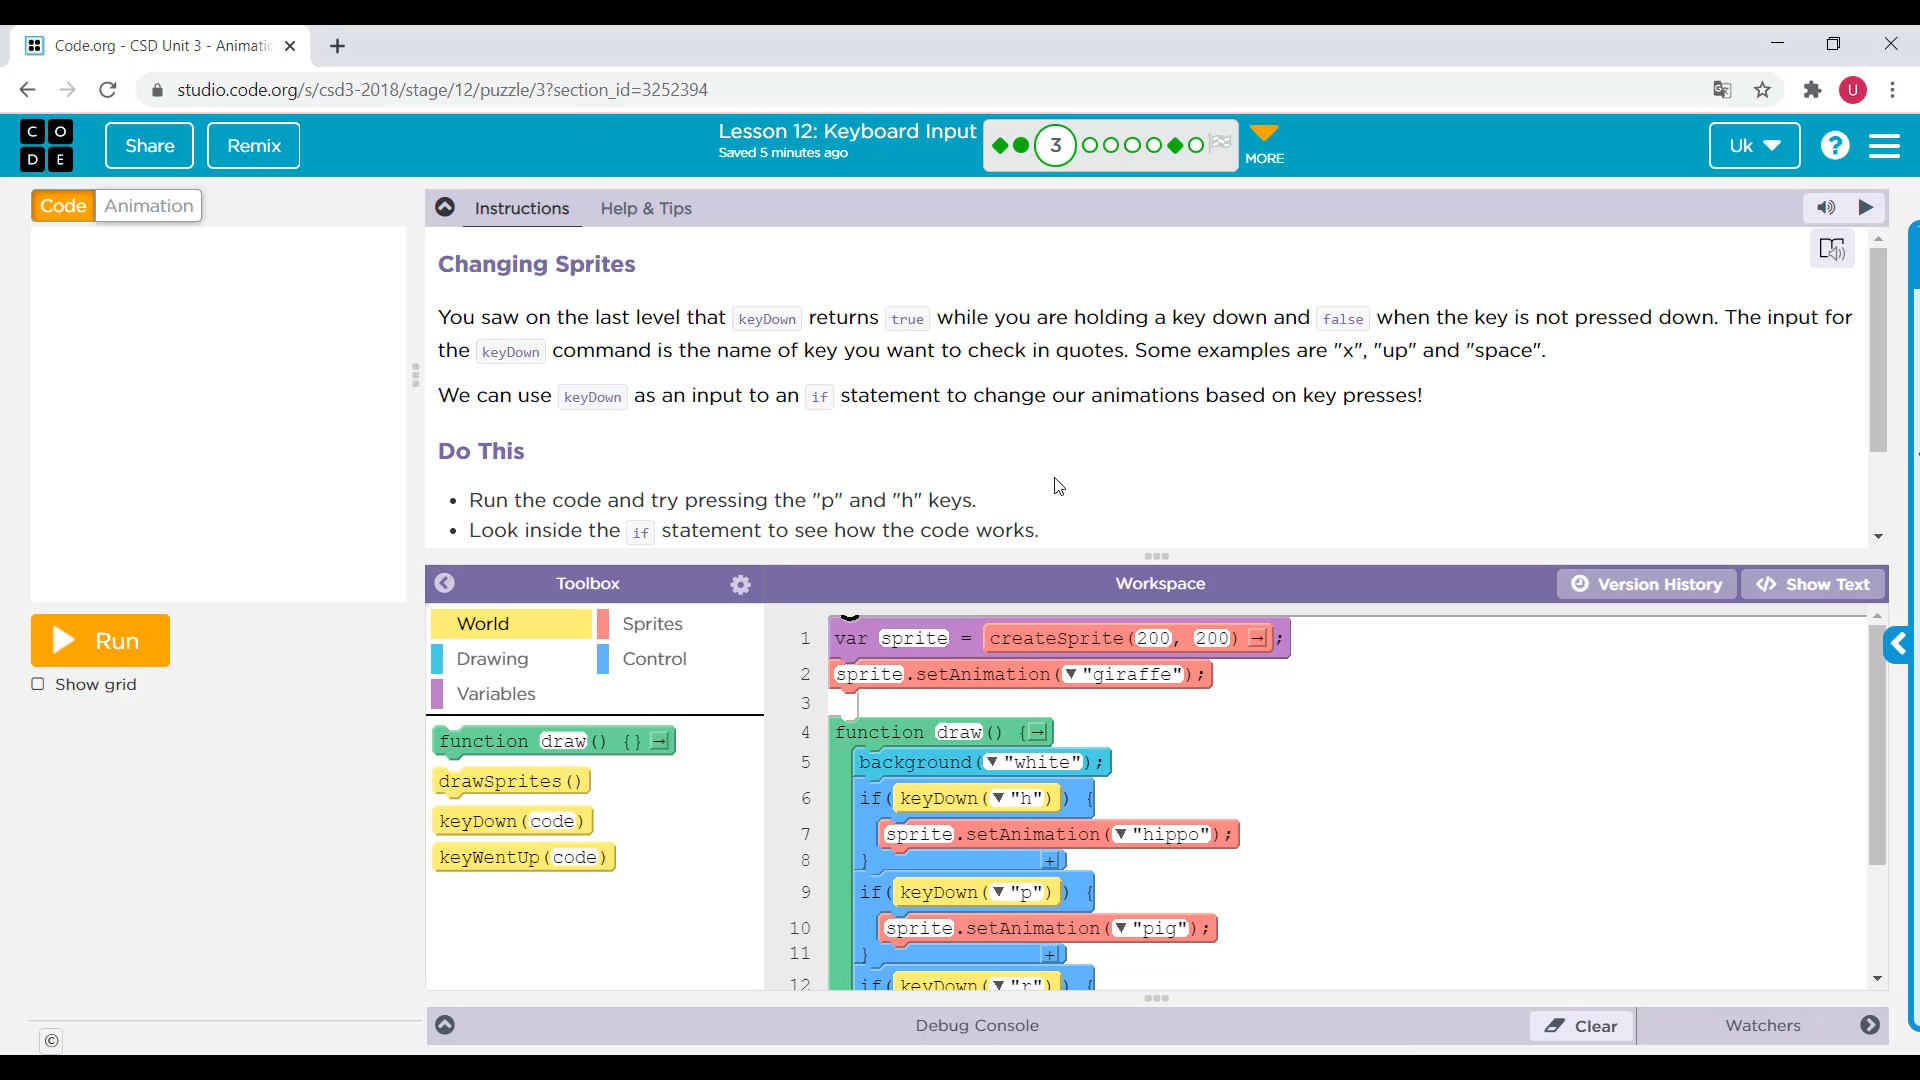 Code.org - CSD Unit 3 - Animatic
studio.code.org/s/csd3-2018/stage/12/puzzle/3?section_id=3252394
U
C O
D E
Share
Remix
Lesson 12: Keyboard Input
Saved 5 minutes ago
3
MORE
Uk
?
Code
Animation
Instructions
Help & Tips
Changing Sprites
You saw on the last level that keyDown returns true while you are holding a key down and false when the key is not pressed down. The input for
the keyDown command is the name of key you want to check in quotes. Some examples are "x", "up" and "space".
We can use keyDown as an input to an if statement to change our animations based on key presses!
Do This
• Run the code and try pressing the "p" and "h" keys.
• Look inside the if statement to see how the code works.
Run
Show grid
Toolbox
Workspace
Version History
</> Show Text
World
Sprites
Drawing
Control
Variables
function draw() {}
drawSprites()
keyDown(code)
keyWentUp(code)
1 var sprite = createSprite(200, 200);
2 sprite.setAnimation("giraffe");
3
4 function draw() {
5 background("white");
6 if(keyDown("h")) {
7 sprite.setAnimation("hippo");
8 }
9 if(keyDown("p")) {
10 sprite.setAnimation("pig");
11 }
12 if(keyDown("r")) {
©
Debug Console
Clear
Watchers